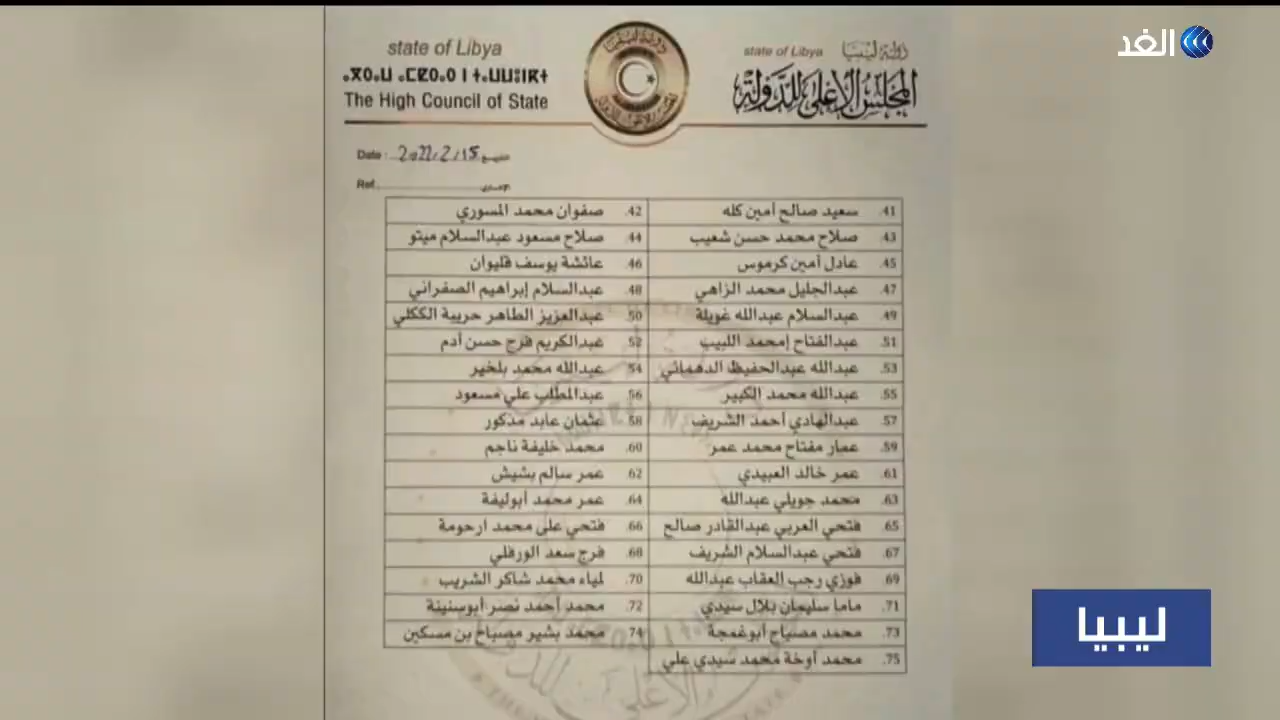 الغد
state of Libya
دولة ليبيا
state of Libya
ⴰⵙⵇⵇⵉⵎ
The High Council of State
المجلس الأعلى للدولة
Date : 2022/2/15
Ref.
41. سعيد صالح أمين كله
42. صفوان محمد المسوري
43. صلاح محمد حسن شعيب
44. صلاح مسعود عبدالسلام ميتو
45. عادل أمين كرموس
46. عائشة يوسف قليوان
47. عبدالجليل محمد الزاهي
48. عبدالسلام إبراهيم الصفراني
49. عبدالسلام عبدالله غويلة
50. عبدالعزيز الطاهر حريبة الككلي
51. عبدالفتاح إمحمد اللبيب
52. عبدالكريم فرج حسن أدم
53. عبدالله عبدالحفيظ الدهماني
54. عبدالله محمد بلخير
55. عبدالله محمد الكبير
56. عبدالمطلب علي مسعود
57. عبدالهادي أحمد الشريف
58. عثمان عابد مذكور
59. عمار مفتاح محمد عمر
60. محمد خليفة ناجم
61. عمر خالد العبيدي
62. عمر سالم بشيش
63. محمد جويلي عبدالله
64. عمر محمد أبوليفة
65. فتحي العربي عبدالقادر صالح
66. فتحي على محمد ارحومة
67. فتحي عبدالسلام الشريف
68. فرج سعد الورفلي
69. فوزي رجب العقاب عبدالله
70. لمياء محمد شاكر الشريب
71. ماما سليمان بلال سيدي
72. محمد أحمد نصر أبوسنينة
73. محمد مصباح أبوغمجة
74. محمد بشير مصباح بن مسكين
75. محمد أوخة محمد سيدي علي
ليبيا